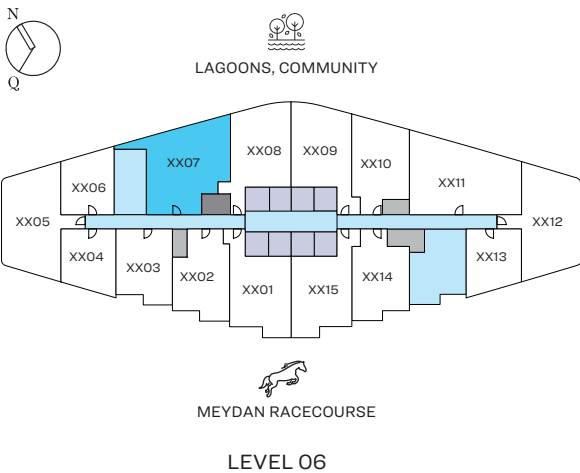 N
Q
LAGOONS, COMMUNITY
XX08 XX09
XX07 XX10
XX06 XX11
XX05 XX12
XX04 XX03 XX02 XX01 XX15 XX14 XX13
MEYDAN RACECOURSE
LEVEL 06